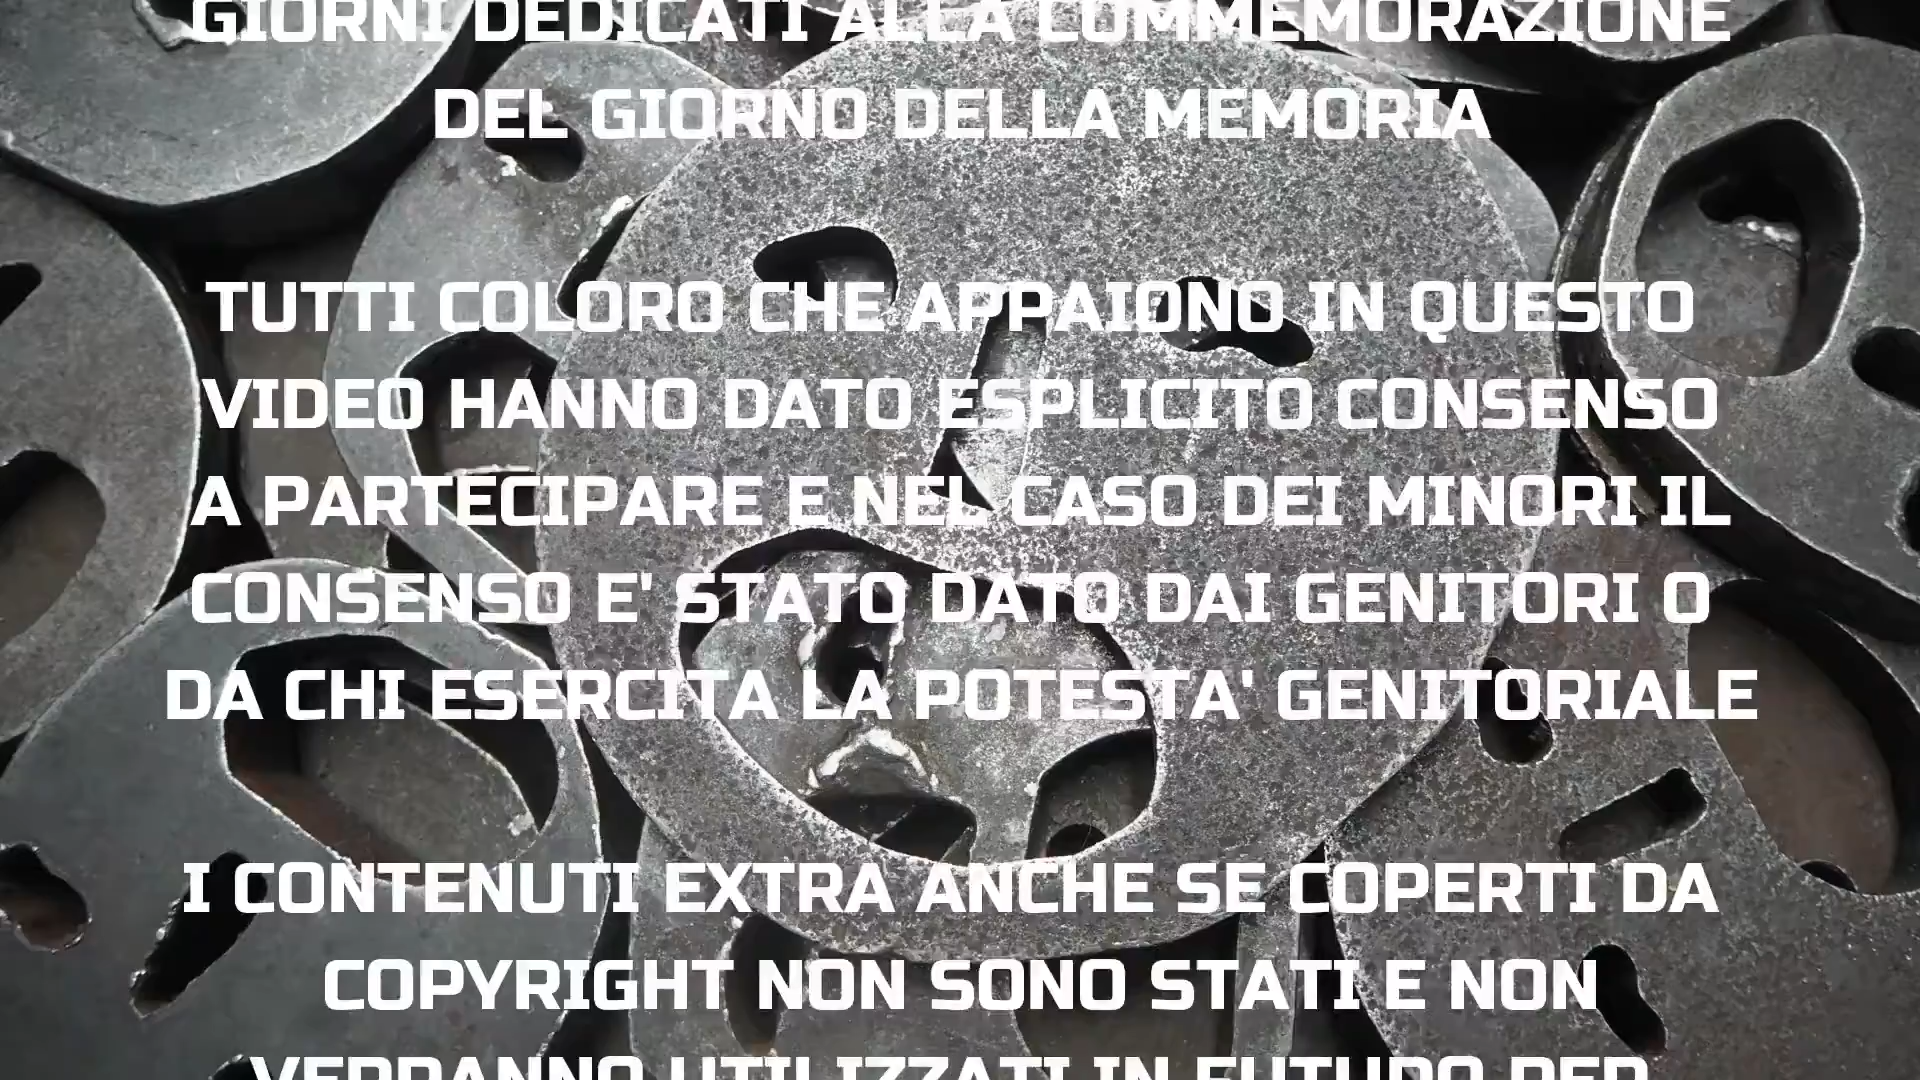 GIORNI DEDICATI ALLA COMMEMORAZIONE
DEL GIORNO DELLA MEMORIA
TUTTI COLORO CHE APPAIONO IN QUESTO
VIDEO HANNO DATO ESPLICITO CONSENSO
A PARTECIPARE E NEL CASO DEI MINORI IL
CONSENSO E' STATO DATO DAI GENITORI O
DA CHI ESERCITA LA POTESTA' GENITORIALE
I CONTENUTI EXTRA ANCHE SE COPERTI DA
COPYRIGHT NON SONO STATI E NON
VERRANNO UTILIZZATI IN FUTURO PER